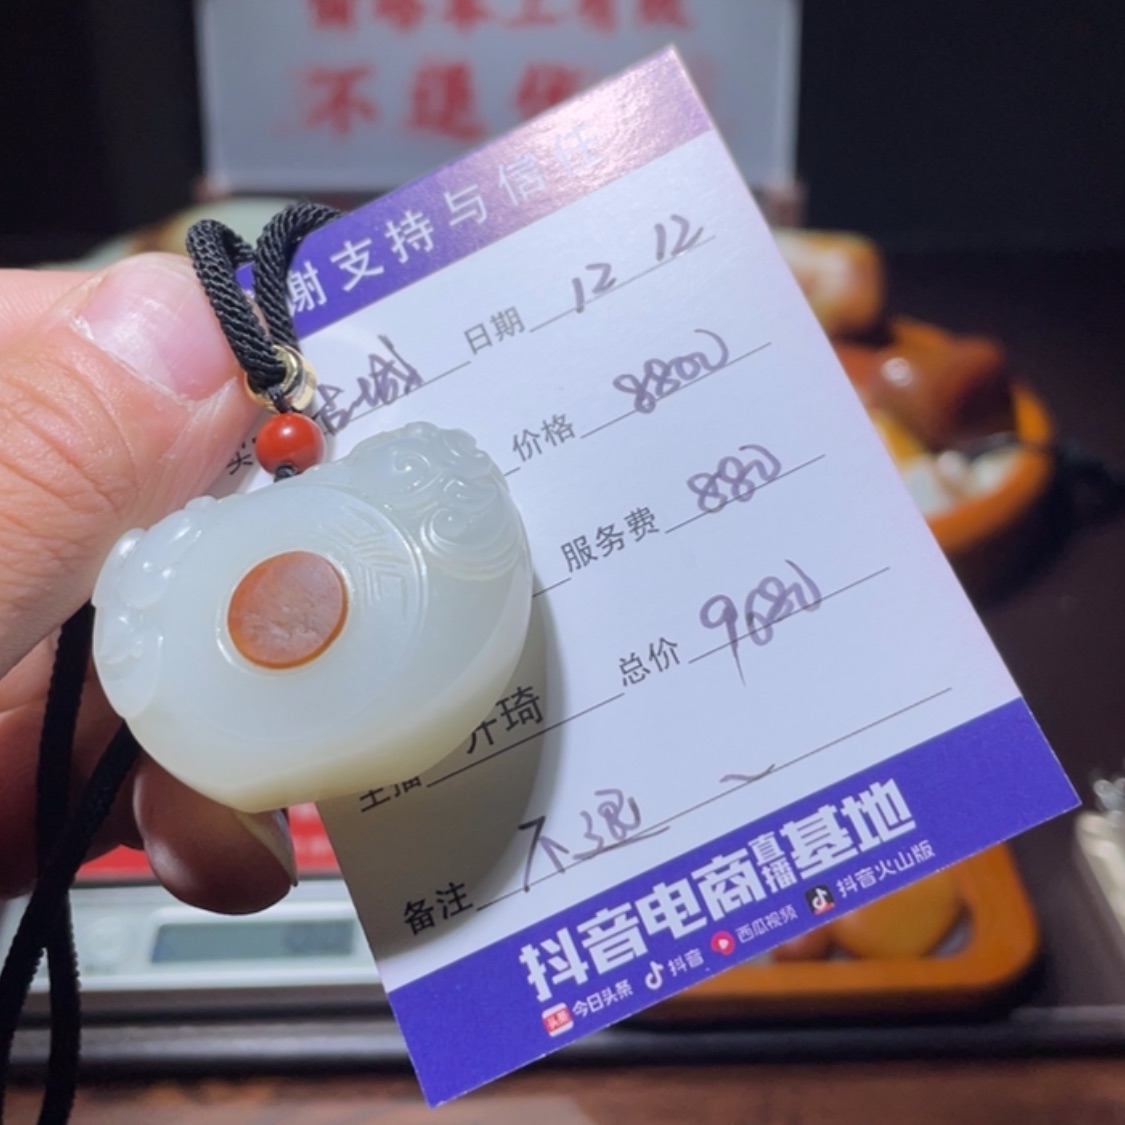 不退
谢支持与信任
日期 12 12
价格 8800
服务费 880
总价 9680
主播 琦
备注 不退
抖音电商直播基地
今日头条 抖音 西瓜视频 抖音火山版